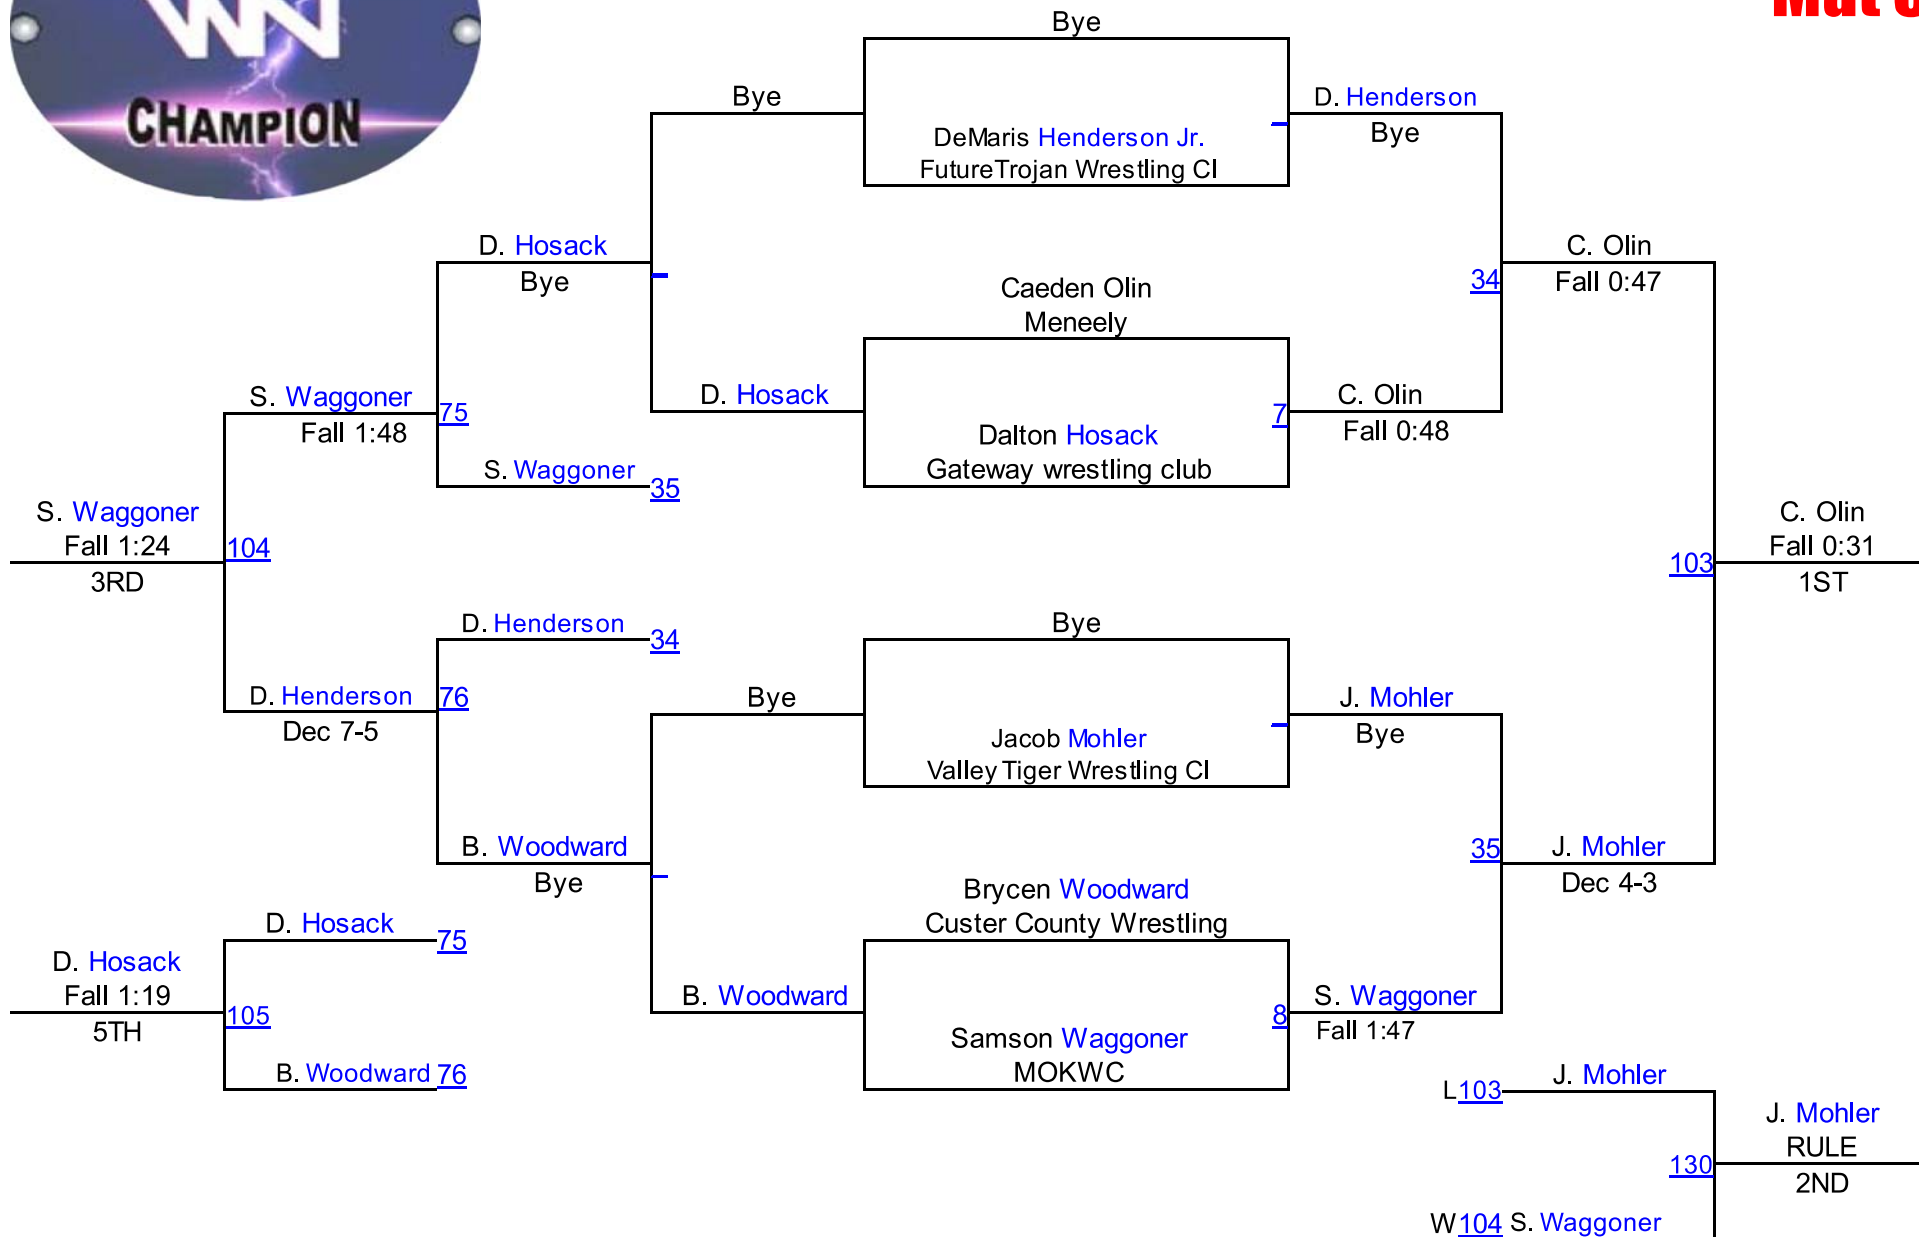 CHAMPION
Bye
Bye
DeMaris Henderson Jr.
FutureTrojan Wrestling Cl
D. Henderson
Bye
D. Hosack
Bye
Caeden Olin
Meneely
34
C. Olin
Fall 0:47
S. Waggoner
75
Fall 1:48
D. Hosack
Dalton Hosack
Gateway wrestling club
7
C. Olin
Fall 0:48
S. Waggoner
35
S. Waggoner
Fall 1:24
3RD
104
103
C. Olin
Fall 0:31
1ST
D. Henderson
34
Bye
D. Henderson
76
Dec 7-5
Bye
Jacob Mohler
Valley Tiger Wrestling Cl
J. Mohler
Bye
B. Woodward
Bye
Brycen Woodward
Custer County Wrestling
35
J. Mohler
Dec 4-3
D. Hosack
75
D. Hosack
Fall 1:19
5TH
105
B. Woodward
Samson Waggoner
MOKWC
8
S. Waggoner
Fall 1:47
B. Woodward 76
L103
J. Mohler
J. Mohler
RULE
2ND
130
W104 S. Waggoner